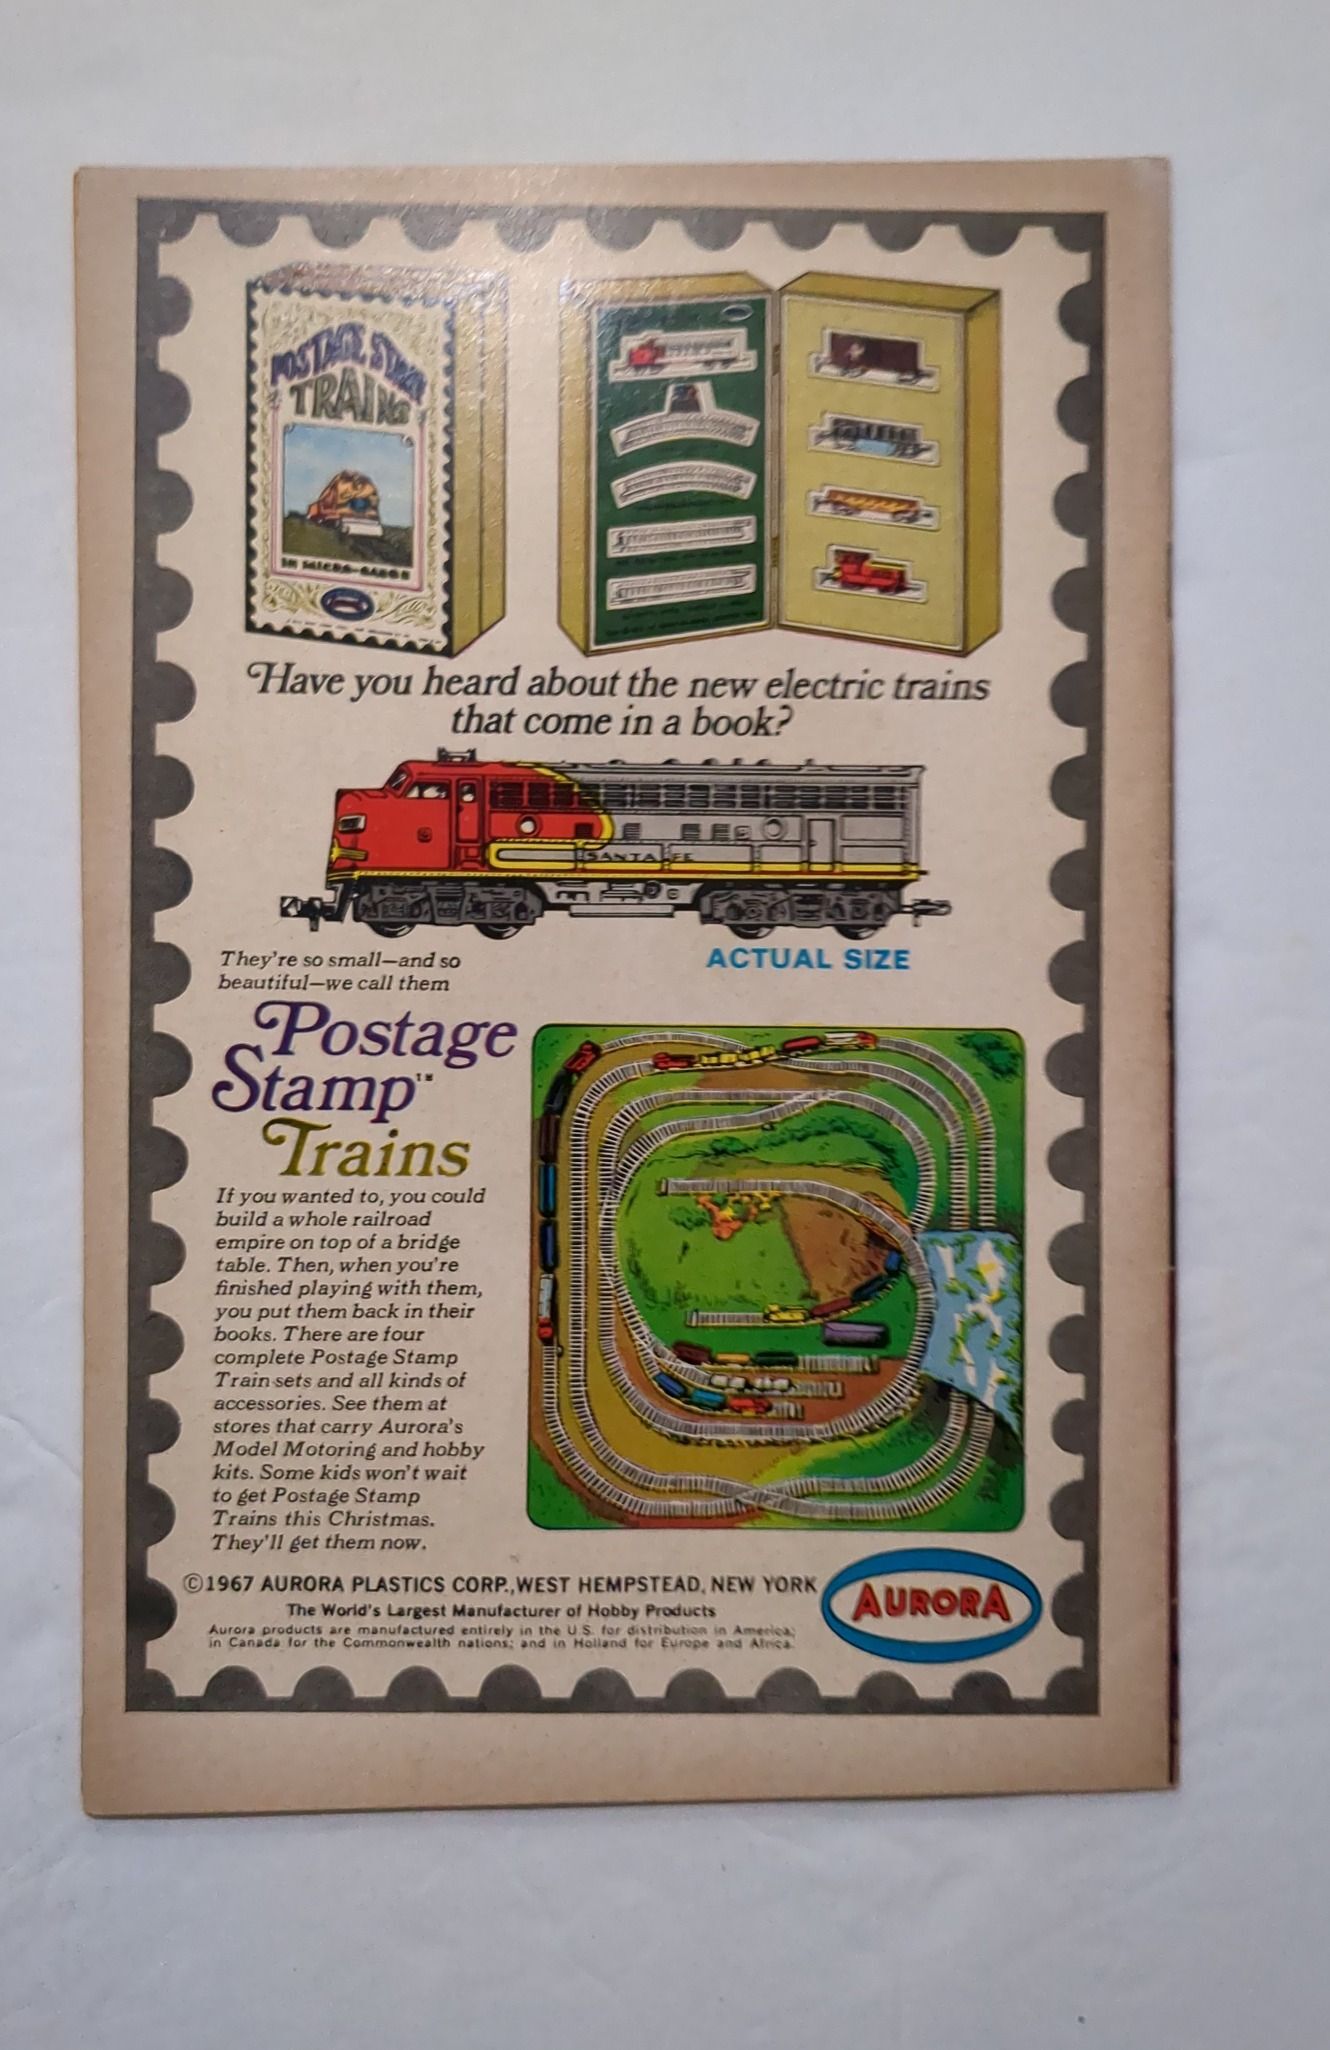 POSTAGE STAMP
TRAINS
IN MICRO-GAUGE
Have you heard about the new electric trains
that come in a book?
SANTA FE
They're so small—and so
beautiful—we call them
ACTUAL SIZE
Postage
Stamp™
Trains
If you wanted to, you could
build a whole railroad
empire on top of a bridge
table. Then, when you're
finished playing with them,
you put them back in their
books. There are four
complete Postage Stamp
Train sets and all kinds of
accessories. See them at
stores that carry Aurora's
Model Motoring and hobby
kits. Some kids won't wait
to get Postage Stamp
Trains this Christmas.
They'll get them now.
©1967 AURORA PLASTICS CORP., WEST HEMPSTEAD, NEW YORK
The World's Largest Manufacturer of Hobby Products
Aurora products are manufactured entirely in the U.S. for distribution in America;
in Canada for the Commonwealth nations; and in Holland for Europe and Africa.
AURORA